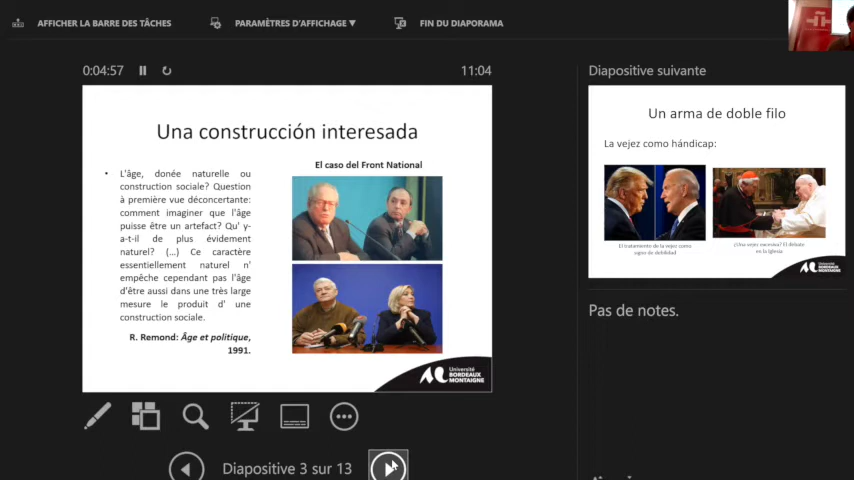 AFFICHER LA BARRE DES TÂCHES
PARAMÈTRES D'AFFICHAGE ▼
FIN DU DIAPORAMA
0:04:57
11:04
Una construcción interesada
El caso del Front National
• L'âge, donée naturelle ou
construction sociale? Question
à première vue déconcertante:
comment imaginer que l'âge
puisse être un artefact? Qu' y-
a-t-il de plus évidement
naturel? (...) Ce caractère
essentiellement naturel n'
empêche cependant pas l'âge
d'être aussi dans une très large
mesure le produit d' une
construction sociale.
R. Remond: Âge et politique,
1991.
Université
BORDEAUX
MONTAIGNE
Diapositive 3 sur 13
Diapositive suivante
Un arma de doble filo
La vejez como hándicap:
El tratamiento de la vejez como
signo de debilidad
¿Una vejez excesiva? El debate
en la Iglesia
Université
BORDEAUX
MONTAIGNE
Pas de notes.